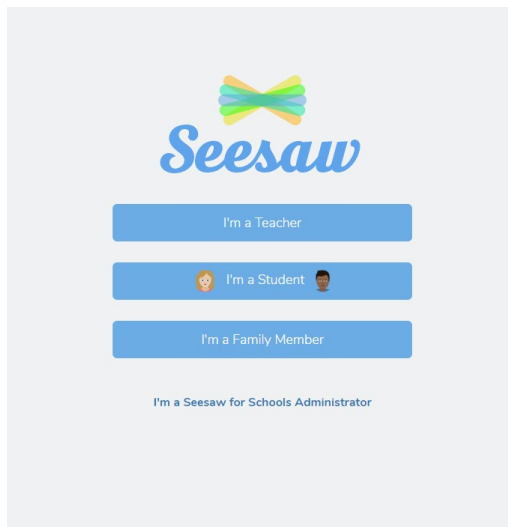 Seesaw
I'm a Teacher
I'm a Student
I'm a Family Member
I'm a Seesaw for Schools Administrator